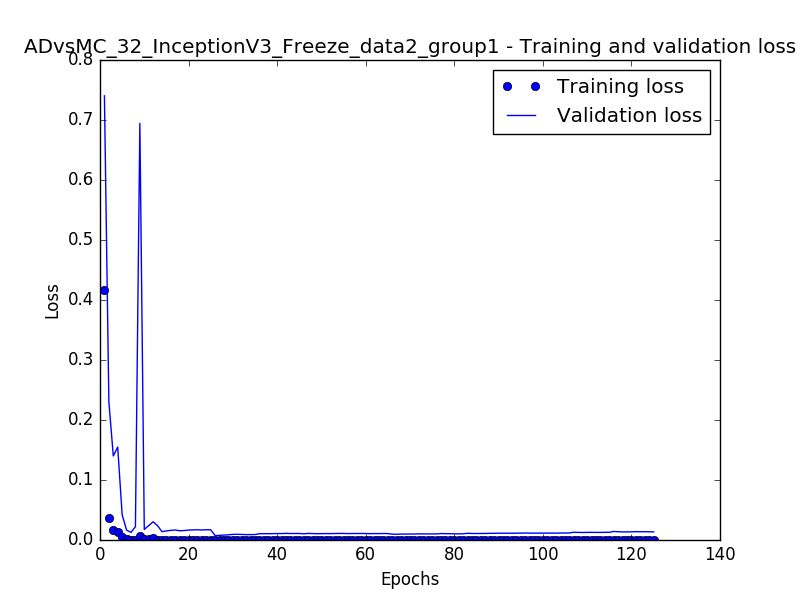 ADvsMC_32_InceptionV3_Freeze_data2_group1 - Training and validation loss
Training loss
Validation loss
0.8
0.7
0.6
0.5
0.4
0.3
0.2
0.1
0.0
Loss
0 20 40 60 80 100 120 140
Epochs